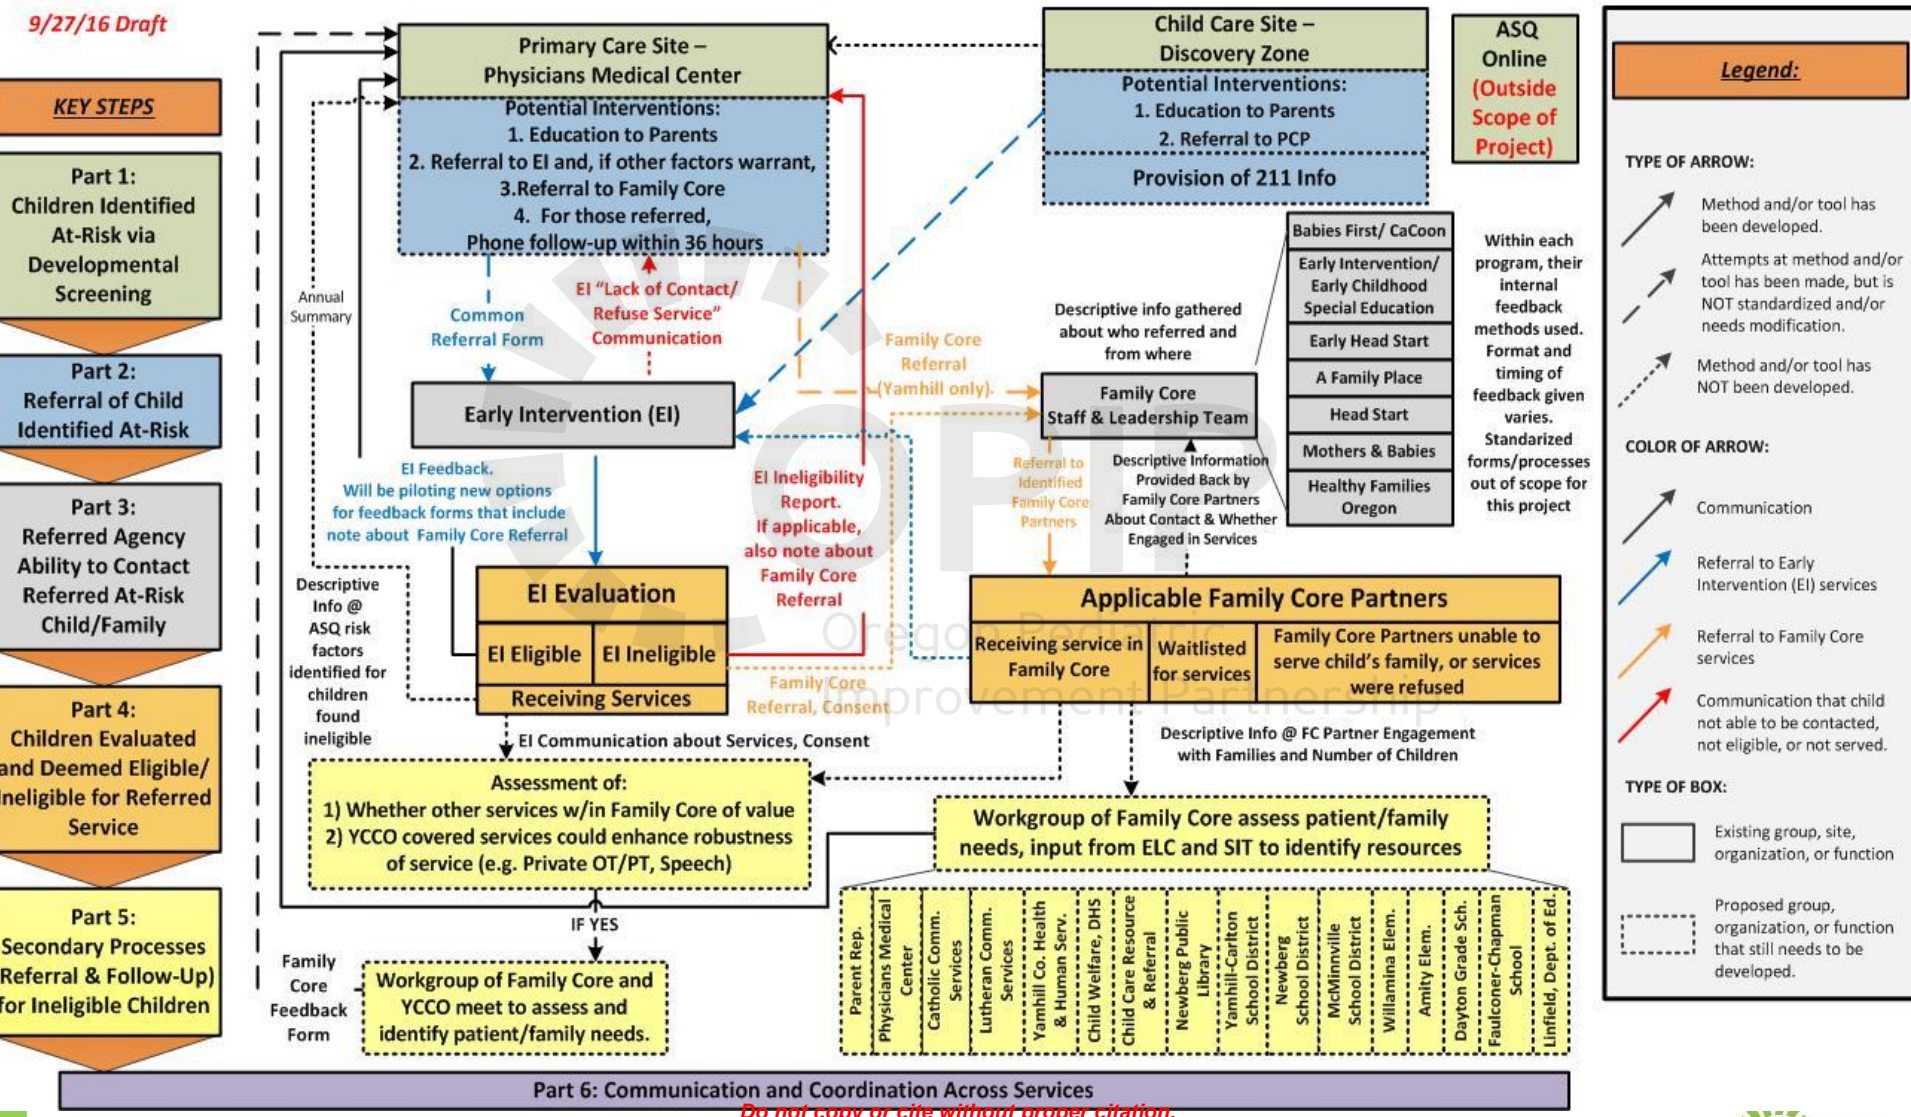 9/27/16 Draft
KEY STEPS
Part 1:
Children Identified
At-Risk via
Developmental
Screening
Part 2:
Referral of Child
Identified At-Risk
Part 3:
Referred Agency
Ability to Contact
Referred At-Risk
Child/Family
Part 4:
Children Evaluated
and Deemed Eligible/
Ineligible for Referred
Service
Part 5:
Secondary Processes
(Referral & Follow-Up)
for Ineligible Children
Primary Care Site –
Physicians Medical Center
Potential Interventions:
1. Education to Parents
2. Referral to EI and, if other factors warrant,
3.Referral to Family Core
4. For those referred,
Phone follow-up within 36 hours
Child Care Site –
Discovery Zone
Potential Interventions:
1. Education to Parents
2. Referral to PCP
Provision of 211 Info
ASQ
Online
(Outside
Scope of
Project)
Annual
Summary
Common
Referral Form
EI “Lack of Contact/
Refuse Service”
Communication
Family Core
Referral
(Yamhill only).
Descriptive info gathered
about who referred and
from where
Early Intervention (EI)
Family Core
Staff & Leadership Team
Babies First/ CaCoon
Early Intervention/
Early Childhood
Special Education
Early Head Start
A Family Place
Head Start
Mothers & Babies
Healthy Families
Oregon
Within each
program, their
internal
feedback
methods used.
Format and
timing of
feedback given
varies.
Standarized
forms/processes
out of scope for
this project
EI Feedback.
Will be piloting new options
for feedback forms that include
note about Family Core Referral
EI Ineligibility
Report.
If applicable,
also note about
Family Core
Referral
Referral to
Identified
Family Core
Partners
Descriptive Information
Provided Back by
Family Core Partners
About Contact & Whether
Engaged in Services
Descriptive
Info @
ASQ risk
factors
identified for
children
found
ineligible
EI Evaluation
EI Eligible
EI Ineligible
Receiving Services
Family Core
Referral, Consent
Applicable Family Core Partners
Receiving service in
Family Core
Waitlisted
for services
Family Core Partners unable to
serve child’s family, or services
were refused
OPIP
Oregon Pediatric
Improvement Partnership
EI Communication about Services, Consent
Descriptive Info @ FC Partner Engagement
with Families and Number of Children
Assessment of:
1) Whether other services w/in Family Core of value
2) YCCO covered services could enhance robustness
of service (e.g. Private OT/PT, Speech)
IF YES
Family
Core
Feedback
Form
Workgroup of Family Core and
YCCO meet to assess and
identify patient/family needs.
Workgroup of Family Core assess patient/family
needs, input from ELC and SIT to identify resources
Parent Rep.
Physicians Medical
Center
Catholic Comm.
Services
Lutheran Comm.
Services
Yamhill Co. Health
& Human Serv.
Child Welfare, DHS
Child Care Resource
& Referral
Newberg Public
Library
Yamhill-Carlton
School District
Newberg
School District
McMinnville
School District
Willamina Elem.
Amity Elem.
Dayton Grade Sch.
Faulconer-Chapman
School
Linfield, Dept. of Ed.
Part 6: Communication and Coordination Across Services
Do not copy or cite without proper citation.
Legend:
TYPE OF ARROW:
Method and/or tool has
been developed.
Attempts at method and/or
tool has been made, but is
NOT standardized and/or
needs modification.
Method and/or tool has
NOT been developed.
COLOR OF ARROW:
Communication
Referral to Early
Intervention (EI) services
Referral to Family Core
services
Communication that child
not able to be contacted,
not eligible, or not served.
TYPE OF BOX:
Existing group, site,
organization, or function
Proposed group,
organization, or function
that still needs to be
developed.